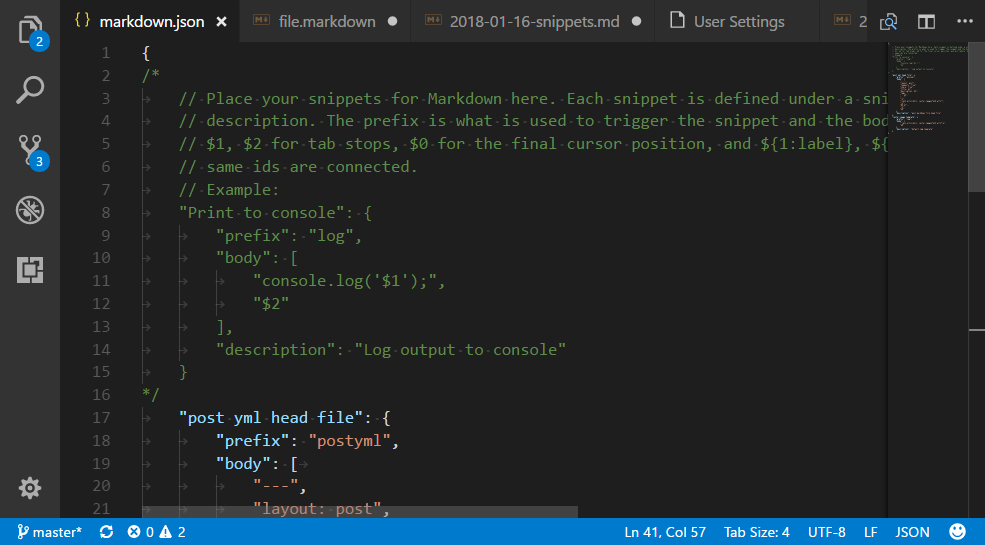 markdown.json
file.markdown
2018-01-16-snippets.md
User Settings
2
2
3
1 {
2 /*
3 // Place your snippets for Markdown here. Each snippet is defined under a sni
4 // description. The prefix is what is used to trigger the snippet and the bod
5 // $1, $2 for tab stops, $0 for the final cursor position, and ${1:label}, ${
6 // same ids are connected.
7 // Example:
8 "Print to console": {
9 "prefix": "log",
10 "body": [
11 "console.log('$1');",
12 "$2"
13 ],
14 "description": "Log output to console"
15 }
16 */
17 "post yml head file": {
18 "prefix": "postyml",
19 "body": [
20 "---",
21 "layout: post",
master* 0 2 Ln 41, Col 57 Tab Size: 4 UTF-8 LF JSON